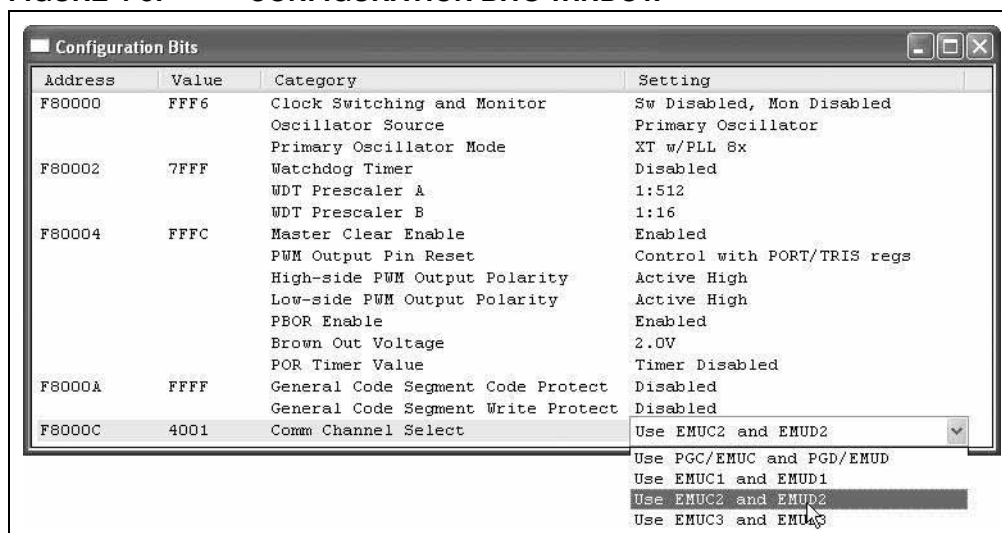 Configuration Bits
Address Value Category Setting
F80000 FFF6 Clock Switching and Monitor Sw Disabled, Mon Disabled
Oscillator Source Primary Oscillator
Primary Oscillator Mode XT w/PLL 8x
F80002 7FFF Watchdog Timer Disabled
WDT Prescaler A 1:512
WDT Prescaler B 1:16
F80004 FFFC Master Clear Enable Enabled
PWM Output Pin Reset Control with PORT/TRIS regs
High-side PWM Output Polarity Active High
Low-side PWM Output Polarity Active High
PBOR Enable Enabled
Brown Out Voltage 2.0V
POR Timer Value Timer Disabled
F8000A FFFF General Code Segment Code Protect Disabled
General Code Segment Write Protect Disabled
F8000C 4001 Comm Channel Select Use EMUC2 and EMUD2
Use PGC/EMUC and PGD/EMUD
Use EMUC1 and EMUD1
Use EMUC2 and EMUD2
Use EMUC3 and EMUD3